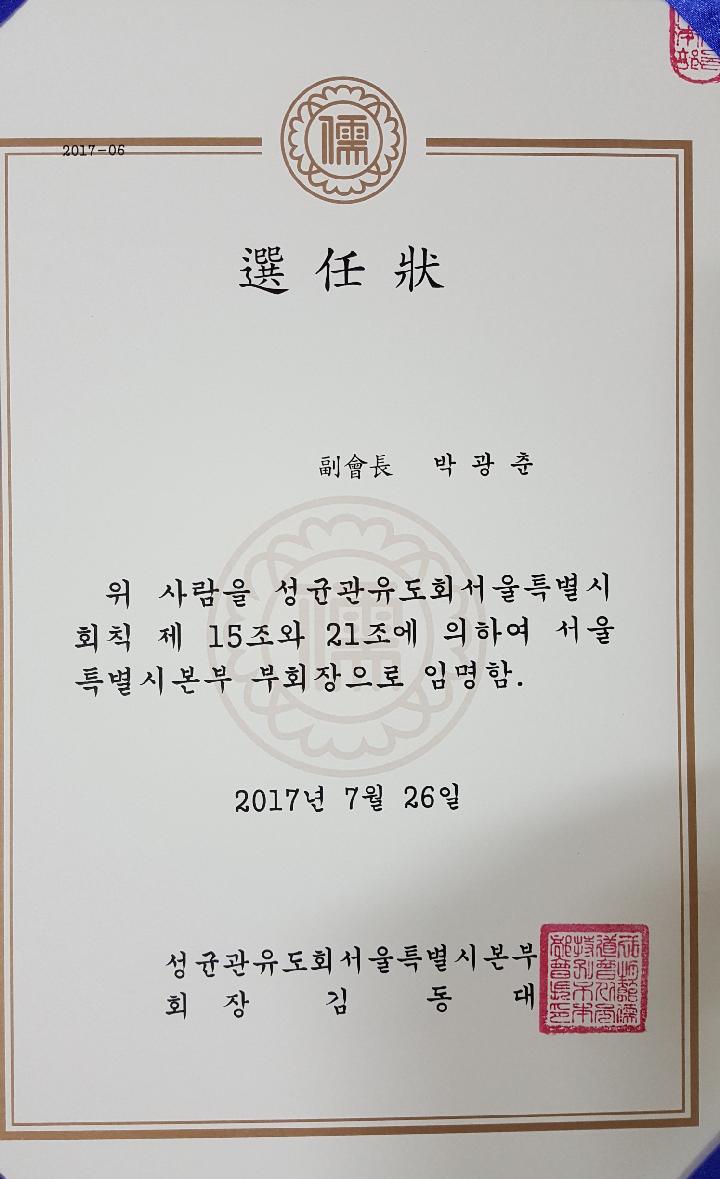 2017-06
儒
選任狀
副會長 박광춘
위 사람을 성균관유도회서울특별시
회칙 제 15조와 21조에 의하여 서울
특별시본부 부회장으로 임명함.
2017년 7월 26일
성균관유도회서울특별시본부
회 장 김 동 대